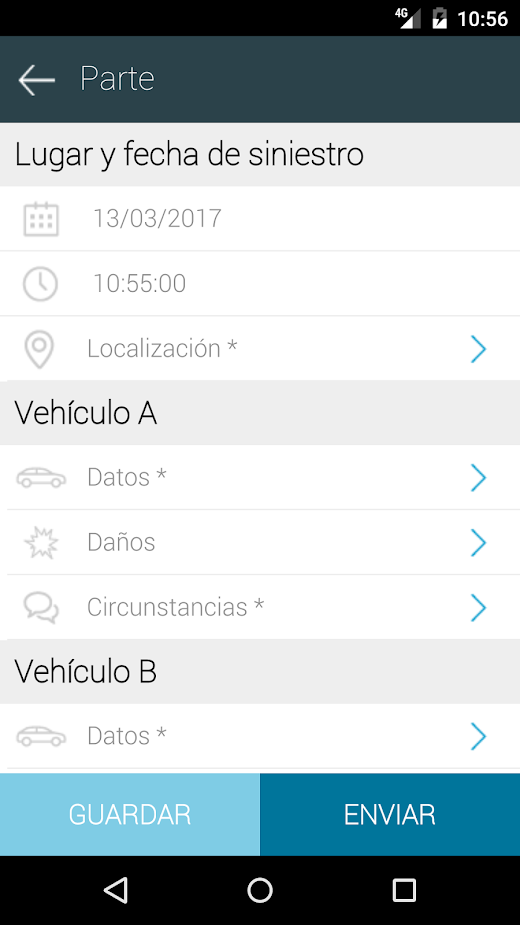 4G 10:56
Parte
Lugar y fecha de siniestro
13/03/2017
10:55:00
Localización *
Vehículo A
Datos *
Daños
Circunstancias *
Vehículo B
Datos *
GUARDAR ENVIAR